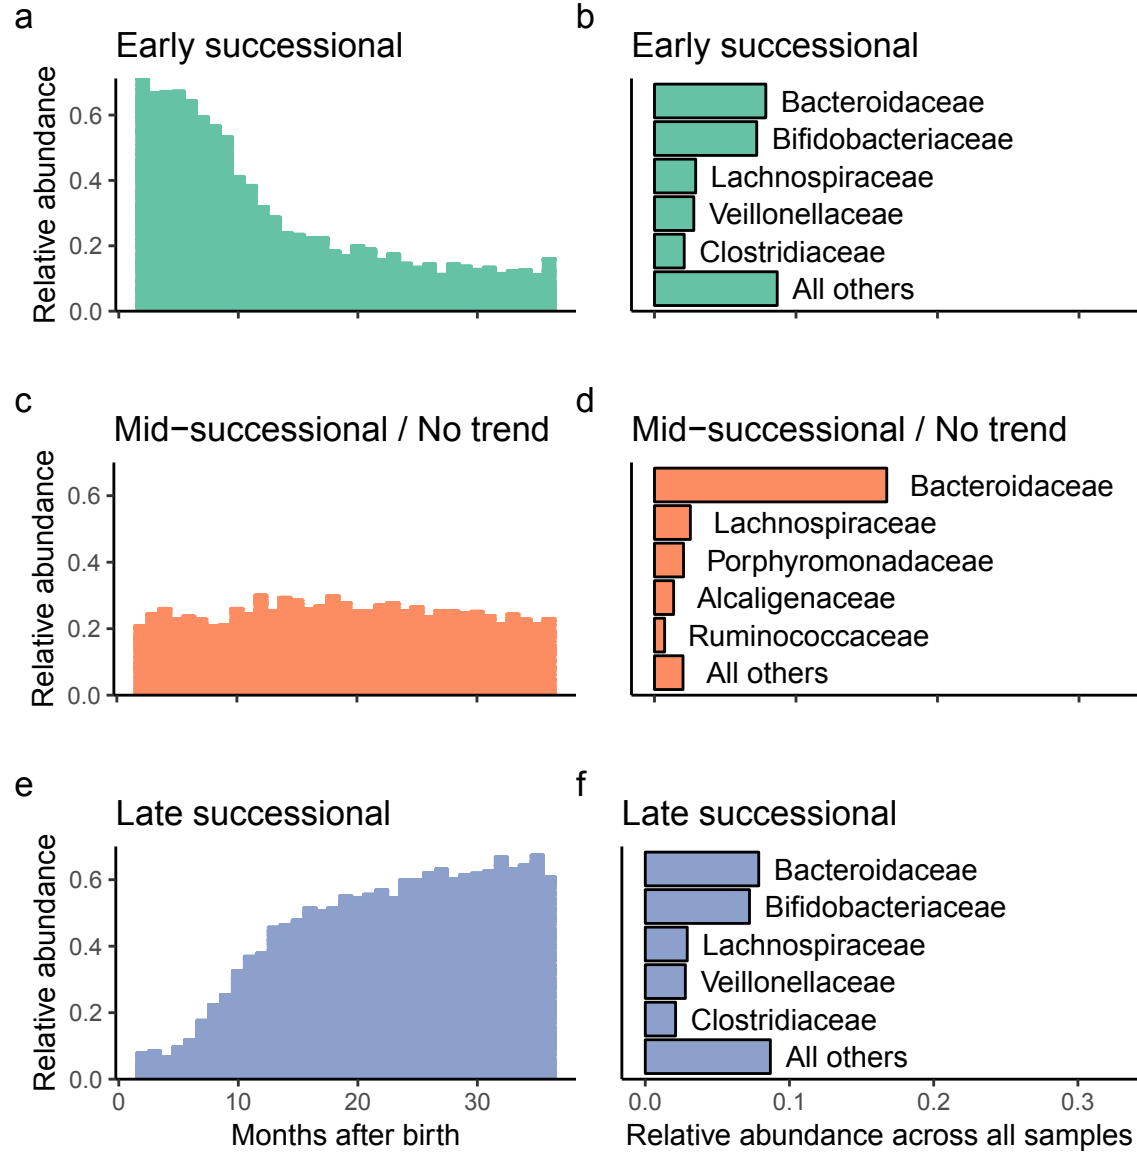 a
Early successional
Relative abundance
0.6
0.4
0.2
0.0
b
Early successional
Bacteroidaceae
Bifidobacteriaceae
Lachnospiraceae
Veillonellaceae
Clostridiaceae
All others
c
Mid−successional / No trend
Relative abundance
0.6
0.4
0.2
0.0
d
Mid−successional / No trend
Bacteroidaceae
Lachnospiraceae
Porphyromonadaceae
Alcaligenaceae
Ruminococcaceae
All others
e
Late successional
Relative abundance
0.6
0.4
0.2
0.0
0 10 20 30
Months after birth
f
Late successional
Bacteroidaceae
Bifidobacteriaceae
Lachnospiraceae
Veillonellaceae
Clostridiaceae
All others
0.0 0.1 0.2 0.3
Relative abundance across all samples